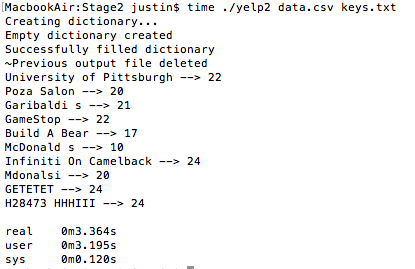 MacbookAir:Stage2 justin$ time ./yelp2 data.csv keys.txt
Creating dictionary...
Empty dictionary created
Successfully filled dictionary
~Previous output file deleted
University of Pittsburgh --> 22
Poza Salon --> 20
Garibaldi s --> 21
GameStop --> 22
Build A Bear --> 17
McDonald s --> 10
Infiniti On Camelback --> 24
Mdonalsi --> 20
GETETET --> 24
H28473 HHHIII --> 24
real 0m3.364s
user 0m3.195s
sys 0m0.120s